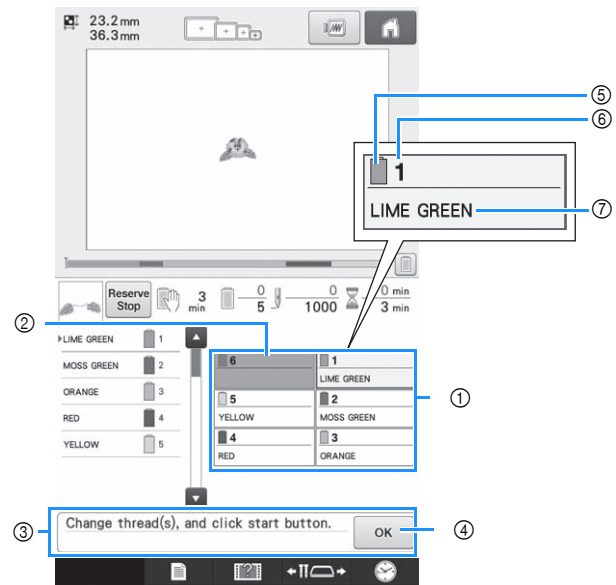 23.2 mm
36.3 mm
⑤
⑥
1
LIME GREEN
⑦
Reserve Stop
3 min
0
5
0
1000
0 min
3 min
②
LIME GREEN 1
MOSS GREEN 2
ORANGE 3
RED 4
YELLOW 5
6
1
LIME GREEN
①
5
YELLOW
2
MOSS GREEN
4
RED
3
ORANGE
③
Change thread(s), and click start button.
OK
④